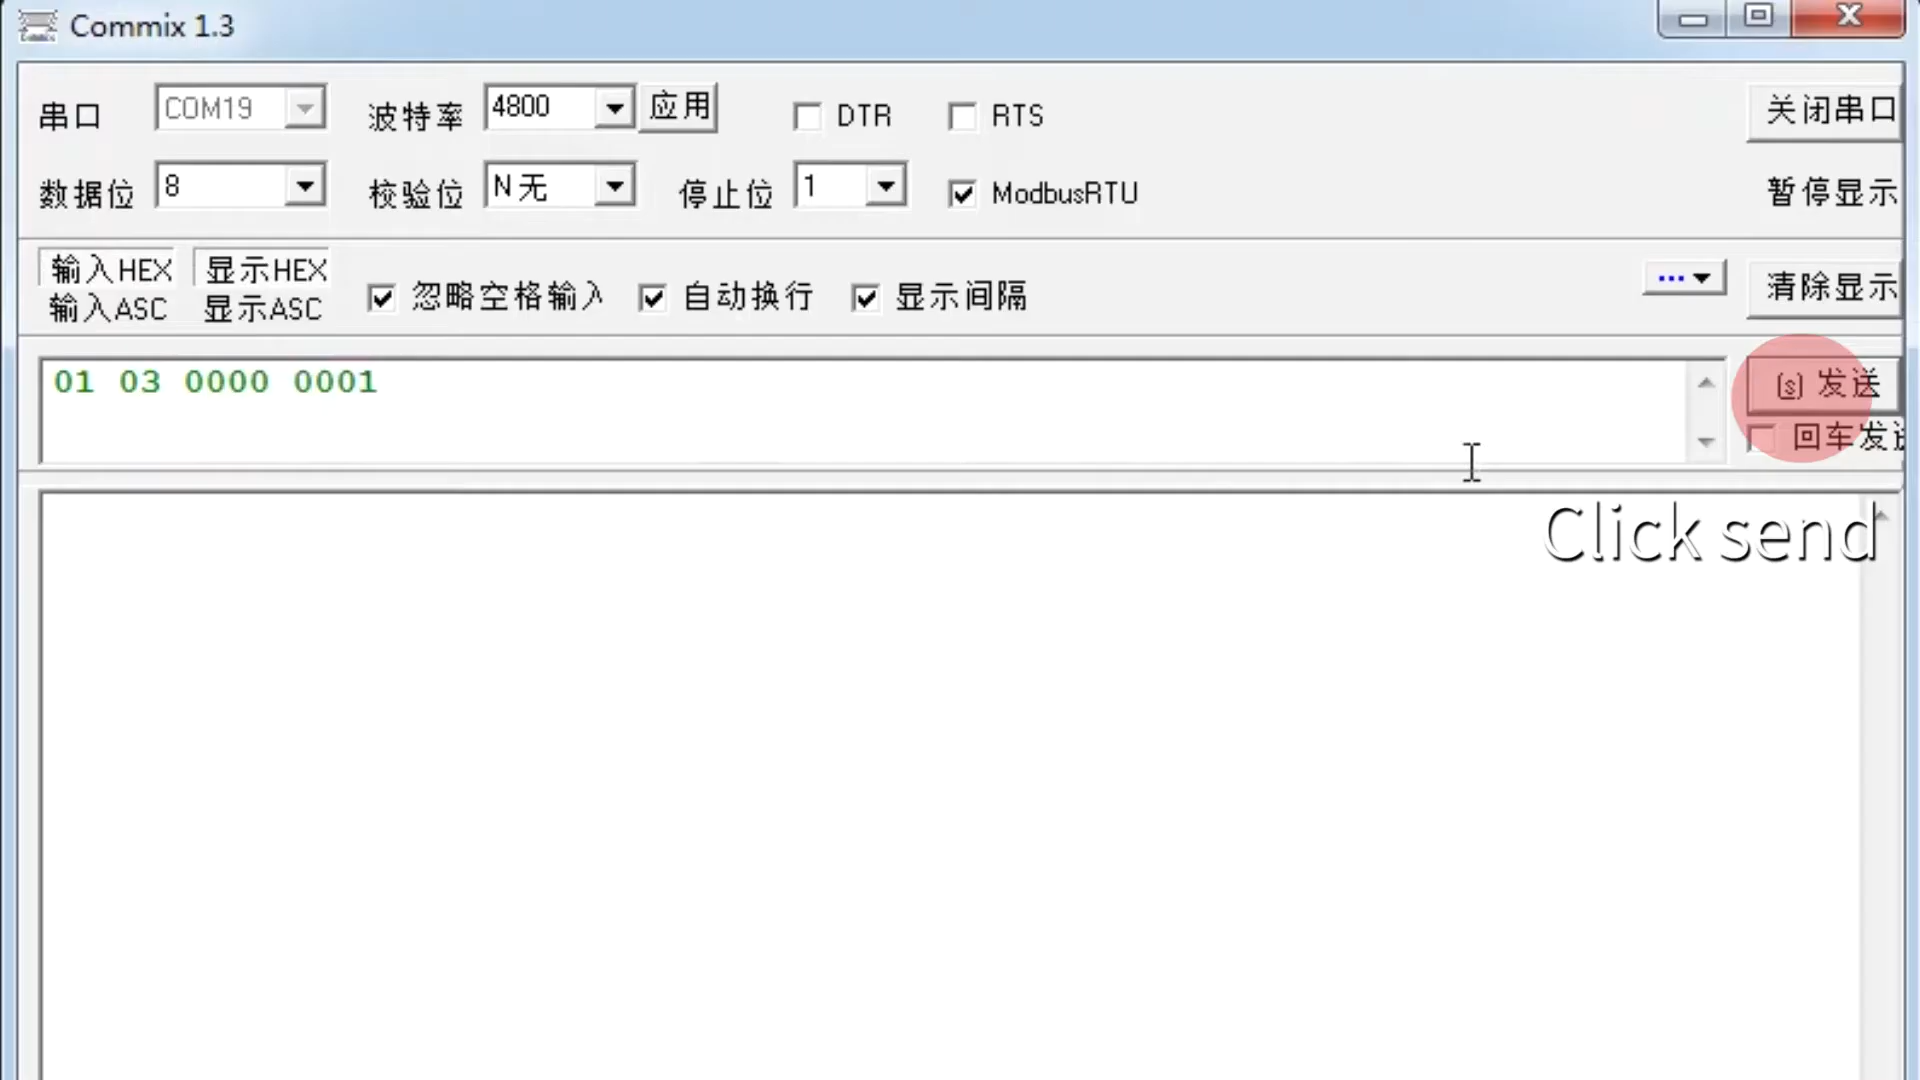 Commix 1.3
串口 COM19 波特率 4800 应用 DTR RTS 关闭串口
数据位 8 校验位 N 无 停止位 1 ModbusRTU 暂停显示
输入HEX 显示HEX
输入ASC 显示ASC 忽略空格输入 自动换行 显示间隔 ... 清除显示
01 03 0000 0001
(s) 发送
回车发送
Click send